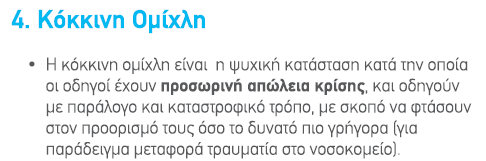 4. Κόκκινη Ομίχλη
• Η κόκκινη ομίχλη είναι η ψυχική κατάσταση κατά την οποία
οι οδηγοί έχουν προσωρινή απώλεια κρίσης, και οδηγούν
με παράλογο και καταστροφικό τρόπο, με σκοπό να φτάσουν
στον προορισμό τους όσο το δυνατό πιο γρήγορα (για
παράδειγμα μεταφορά τραυματία στο νοσοκομείο).